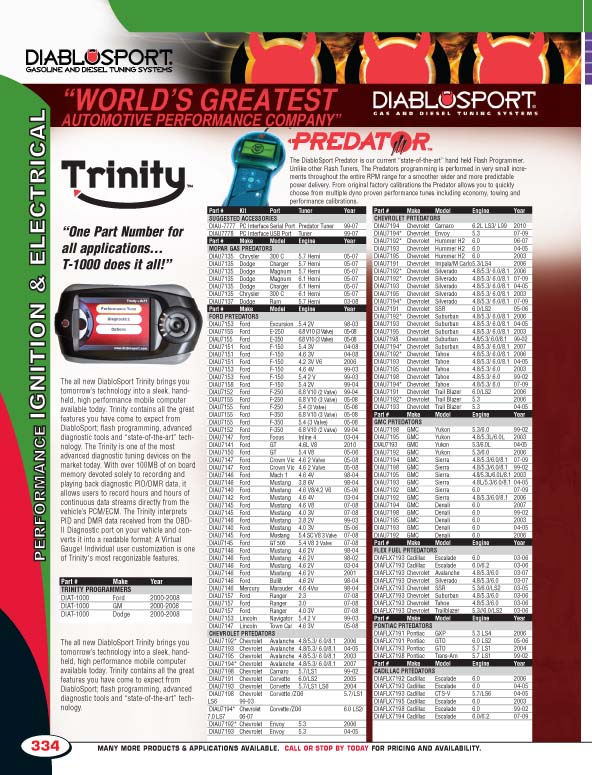 DIABLOSPORT.
GASOLINE AND DIESEL TUNING SYSTEMS
"WORLD'S GREATEST
AUTOMOTIVE PERFORMANCE COMPANY"
DIABLOSPORT.
GAS AND DIESEL TUNING SYSTEMS
PERFORMANCE IGNITION & ELECTRICAL
Trinity™
"One Part Number for
all applications...
T-1000 does it all!"
PREDATOR™
The DiabloSport Predator is our current "state-of-the-art" hand held Flash Programmer.
Unlike other Flash Tuners, The Predators programming is performed in very small incre-
ments throughout the entire RPM range for a smoother wider and more predictable
power delivery. From original factory calibrations the Predator allows you to quickly
choose from multiple dyno proven performance tunes including economy, towing and
performance calibrations.
Performance Tune
Diagnostics
Options
The all new DiabloSport Trinity brings you
tomorrow's technology into a sleek, hand-
held, high performance mobile computer
available today. Trinity contains all the great
features you have come to expect from
DiabloSport; flash programming, advanced
diagnostic tools and "state-of-the-art" tech-
nology. The Trinity is one of the most
advanced diagnostic tuning devices on the
market today. With over 100MB of on board
memory devoted solely to recording and
playing back diagnostic PID/DMR data, it
allows users to record hours and hours of
continuous data streams directly from the
vehicle's PCM/ECM. The Trinity interprets
PID and DMR data received from the OBD-
II Diagnostic port on your vehicle and con-
verts it into a readable format: A Virtual
Gauge! Individual user customization is one
of Trinity's most recgonizable features.
Part # Make Year
TRINITY PROGRAMMERS
DIAT-1000 Ford 2000-2008
DIAT-1000 GM 2000-2008
DIAT-1000 Dodge 2000-2008
The all new DiabloSport Trinity brings you
tomorrow's technology into a sleek, hand-
held, high performance mobile computer
available today. Trinity contains all the great
features you have come to expect from
DiabloSport; flash programming, advanced
diagnostic tools and "state-of-the-art" tech-
nology.
Part # Kit Port Tuner Year
SUGGESTED ACCESSORIES
DIAU-7777 PC Interface Serial Port Predator Tuner 99-07
DIAU7778 PC Interface USB Port Tuner 99-07
Part # Make Model Engine Year
MOPAR GAS PREDATORS
DIAU7135 Chrysler 300 C 5.7 Hemi 05-07
DIAU7135 Dodge Charger 5.7 Hemi 05-07
DIAU7135 Dodge Magnum 5.7 Hemi 05-07
DIAU7135 Dodge Magnum 6.1 Hemi 05-07
DIAU7135 Dodge Charger 6.1 Hemi 05-07
DIAU7135 Chrysler 300 C 6.1 Hemi 05-07
DIAU7137 Dodge Ram 5.7 Hemi 03-08
Part # Make Model Engine Year
FORD PRTEDATORS
DIAU7153 Ford Excursion 5.4 2V 98-03
DIAU7155 Ford E-250 6.8 V10 (3 Valve) 05-08
DIAU7155 Ford E-350 6.8 V10 (3 Valve) 05-08
DIAU7151 Ford F-150 5.4 3V 04-08
DIAU7151 Ford F-150 4.6 3V 04-08
DIAU7151 Ford F-150 4.2 3V V6 2006
DIAU7153 Ford F-150 4.6 4V 99-03
DIAU7153 Ford F-150 5.4 2 V 99-03
DIAU7158 Ford F-150 5.4 2V 99-04
DIAU7152 Ford F-250 6.8 V10 (2 Valve) 99-04
DIAU7155 Ford F-250 6.8 V10 (3 Valve) 05-08
DIAU7155 Ford F-250 5.4 (3 Valve) 05-08
DIAU7155 Ford F-350 6.8 V10 (3 Valve) 05-08
DIAU7155 Ford F-350 5.4 (3 Valve) 05-08
DIAU7152 Ford F-350 6.8 V10 (2 Valve) 99-04
DIAU7147 Ford Focus Inline 4 03-04
DIAU7141 Ford GT 4.6L V8 2010
DIAU7150 Ford GT 5.4 V8 05-06
DIAU7147 Ford Crown Vic 4.6 2 Valve 99-04
DIAU7147 Ford Crown Vic 4.6 2 Valve 05-08
DIAU7146 Ford Mach 1 4.6 4V 98-04
DIAU7146 Ford Mustang 3.8 6V 98-04
DIAU7140 Ford Mustang 4.6 V8/4.2 V6 05-06
DIAU7142 Ford Mustang 4.6 4V 03-04
DIAU7145 Ford Mustang 4.6 V8 07-08
DIAU7145 Ford Mustang 4.0 3V 07-08
DIAU7146 Ford Mustang 3.8 2V 99-03
DIAU7140 Ford Mustang 4.0 3V 05-06
DIAU7145 Ford Mustang 5.4 SC V8 3 Valve 07-08
DIAU7145 Ford GT 500 5.4 V8 3 Valve 07-08
DIAU7146 Ford Mustang 4.6 2V 98-04
DIAU7146 Ford Mustang 4.6 3V 98-02
DIAU7146 Ford Mustang 4.6 2V 03-04
DIAU7146 Ford Mustang 4.6 2V 2001
DIAU7146 Ford Bullit 4.6 2V 98-04
DIAU7146 Mercury Marauder 4.6 4Vv 98-04
DIAU7157 Ford Ranger 2.3 07-08
DIAU7157 Ford Ranger 3.0 07-08
DIAU7157 Ford Ranger 4.0 3V 07-08
DIAU7153 Lincoln Navigator 5.4 2 V 99-03
DIAU7147 Lincoln Town Car 4.6 3V 05-08
CHEVROLET PRTEDATORS
DIAU7192* Chevrolet Avalanche 4.8/5.3/ 6.0/8.1 2006
DIAU7193 Chevrolet Avalanche 4.8/5.3/ 6.0/8.1 04-05
DIAU7195 Chevrolet Avalanche 4.8/5.3/ 6.0/8.1 2003
DIAU7194* Chevrolet Avalanche 4.8/5.3/ 6.0/8.1 2007
DIAU7198 Chevrolet Camaro 5.7/LS1 99-02
DIAU7191 Chevrolet Corvette 6.0/LS2 2005
DIAU7193 Chevrolet Corvette 5.7/LS1 LS6 2004
DIAU7198 Chevrolet Corvette /Z06 5.7/LS1
LS6 99-03
DIAU7194* Chevrolet Corvette /Z06 6.0 LS2/
7.0 LS7 06-07
DIAU7192* Chevrolet Envoy 5.3 2006
DIAU7193 Chevrolet Envoy 5.3 04-05
Part # Make Model Engine Year
CHEVROLET PRTEDATORS
DIAU7194 Chevrolet Camaro 6.2L LS3/ L99 2010
DIAU7194* Chevrolet Envoy 5.3 07-09
DIAU7192* Chevrolet Hummer H2 6.0 06-07
DIAU7193 Chevrolet Hummer H2 6.0 04-05
DIAU7195 Chevrolet Hummer H2 6.0 2003
DIAU7191 Chevrolet Impala/M Carlo 5.3/LS4 2006
DIAU7192* Chevrolet Silverado 4.8/5.3/ 6.0/8.1 2006
DIAU7194* Chevrolet Silverado 4.8/5.3/ 6.0/8.1 07-09
DIAU7193 Chevrolet Silverado 4.8/5.3/ 6.0/8.1 04-05
DIAU7195 Chevrolet Silverado 4.8/5.3/ 6.0/8.1 2003
DIAU7194* Chevrolet Silverado 4.8/5.3/ 6.0/8.1 07-09
DIAU7191 Chevrolet SSR 6.0/LS2 05-06
DIAU7192* Chevrolet Suburban 4.8/5.3/ 6.0/8.1 2006
DIAU7193 Chevrolet Suburban 4.8/5.3/ 6.0/8.1 04-05
DIAU7195 Chevrolet Suburban 4.8/5.3/ 6.0/8.1 2003
DIAU7198 Chevrolet Suburban 4.8/5.3/ 6.0/8.1 99-02
DIAU7194* Chevrolet Suburban 4.8/5.3/ 6.0/8.1 2007
DIAU7192* Chevrolet Tahoe 4.8/5.3/ 6.0/8.1 2006
DIAU7193 Chevrolet Tahoe 4.8/5.3/ 6.0/8.1 04-05
DIAU7195 Chevrolet Tahoe 4.8/5.3/ 6.0 2003
DIAU7198 Chevrolet Tahoe 4.8/5.3/ 6.0 99-02
DIAU7194* Chevrolet Tahoe 4.8/5.3/ 6.0 07-09
DIAU7191 Chevrolet Trail Blazer 6.0/LS2 2006
DIAU7192* Chevrolet Trail Blazer 5.3 2006
DIAU7193 Chevrolet Trail Blazer 5.3 04-05
Part # Make Model Engine Year
GMC PRTEDATORS
DIAU7198 GMC Yukon 5.3/6.0 99-02
DIAU7195 GMC Yukon 4.8/5.3L/6.0L 2003
DIAU7193 GMC Yukon 5.3/6.0L 04-05
DIAU7192 GMC Yukon 5.3/6.0 2006
DIAU7194 GMC Sierra 4.8/5.3/6.0/8.1 07-09
DIAU7198 GMC Sierra 4.8/5.3/6.0/8.1 99-02
DIAU7195 GMC Sierra 4.8/5.3L/6.0L/8.1 2003
DIAU7193 GMC Sierra 4.8L/5.3/6.0/8.1 04-05
DIAU7192 GMC Sierra 6.0 07-09
DIAU7192 GMC Sierra 4.8/5.3/6.0/8.1 2006
DIAU7194 GMC Denali 6.0 2007
DIAU7198 GMC Denali 6.0 99-02
DIAU7195 GMC Denali 6.0 2003
DIAU7193 GMC Denali 6.0 04-05
DIAU7192 GMC Denali 6.0 2006
Part # Make Model Engine Year
FLEX FUEL PRTEDATORS
DIAFLX7193 Cadillac Escalade 6.0 03-06
DIAFLX7193 Cadillac Escalade 6.0/6.2 03-06
DIAFLX7193 Chevrolet Avalanche 4.8/5.3/6.0 03-07
DIAFLX7193 Chevrolet Silverado 4.8/5.3/6.0 03-07
DIAFLX7193 Chevrolet SSR 5.3/6.0/LS2 03-05
DIAFLX7193 Chevrolet Suburban 4.8/5.3/6.0 03-06
DIAFLX7193 Chevrolet Tahoe 4.8/5.3/6.0 03-06
DIAFLX7193 Chevrolet Trailblazer 5.3/6.0/LS2 03-06
Part # Make Model Engine Year
PONTIAC PRTEDATORS
DIAFLX7191 Pontiac GXP 5.3 LS4 2006
DIAFLX7191 Pontiac GTO 6.0 LS2 05-06
DIAFLX7193 Pontiac GTO 5.7 LS1 2004
DIAFLX7198 Pontiac Trans-Am 5.7 LS1 99-02
Part # Make Model Engine Year
CADILLAC PRTEDATORS
DIAFLX7192 Cadillac Escalade 6.0 2006
DIAFLX7193 Cadillac Escalade 6.0 04-05
DIAFLX7193 Cadillac CTS-V 5.7/LS6 04-05
DIAFLX7195 Cadillac Escalade 6.0 2003
DIAFLX7198 Cadillac Escalade 6.0 99-02
DIAFLX7194 Cadillac Escalade 6.0/6.2 07-09
334
MANY MORE PRODUCTS & APPLICATIONS AVAILABLE. CALL OR STOP BY TODAY FOR PRICING AND AVAILABILITY.